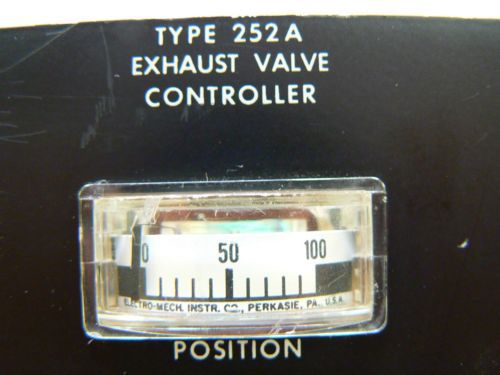 TYPE 252A
EXHAUST VALVE
CONTROLLER
0 50 100
ELECTRO-MECH. INSTR. CO., PERKASIE, PA., U.S.A.
POSITION